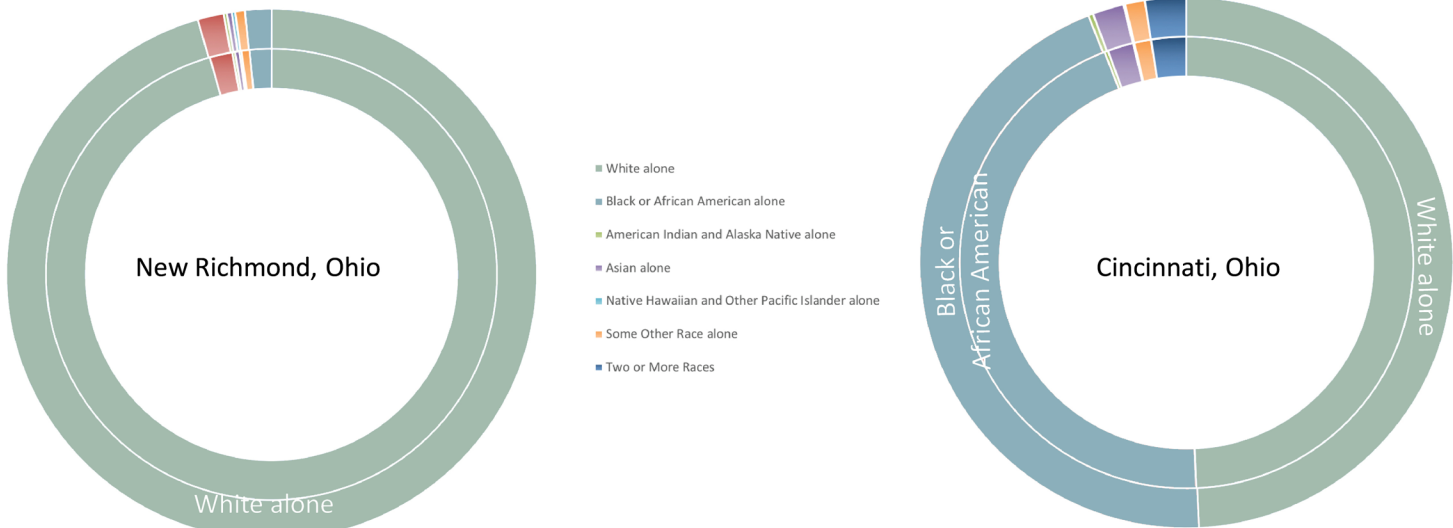 New Richmond, Ohio
White alone
White alone
Black or African American alone
American Indian and Alaska Native alone
Asian alone
Native Hawaiian and Other Pacific Islander alone
Some Other Race alone
Two or More Races
Black or
African American
Cincinnati, Ohio
White alone